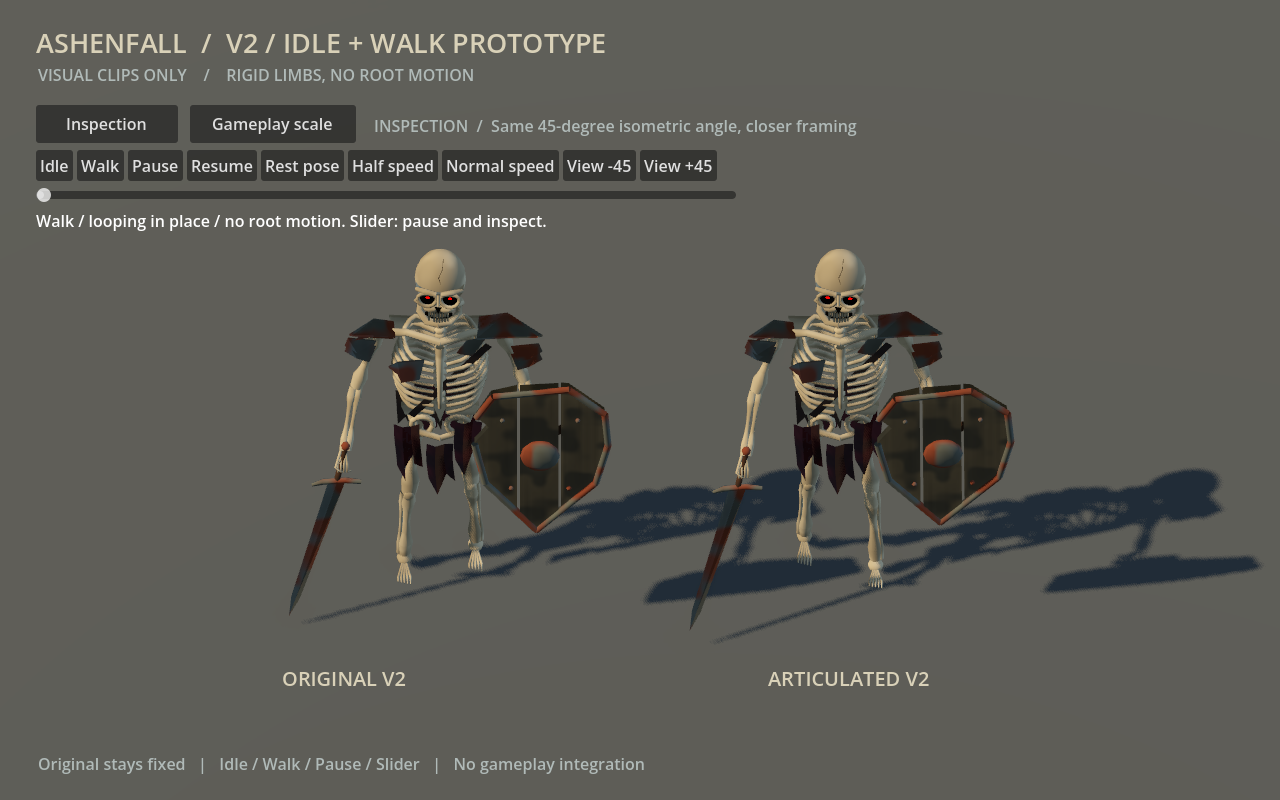 ASHENFALL / V2 / IDLE + WALK PROTOTYPE
VISUAL CLIPS ONLY / RIGID LIMBS, NO ROOT MOTION
Inspection Gameplay scale INSPECTION / Same 45-degree isometric angle, closer framing
Idle Walk Pause Resume Rest pose Half speed Normal speed View -45 View +45
Walk / looping in place / no root motion. Slider: pause and inspect.
ORIGINAL V2 ARTICULATED V2
Original stays fixed | Idle / Walk / Pause / Slider | No gameplay integration